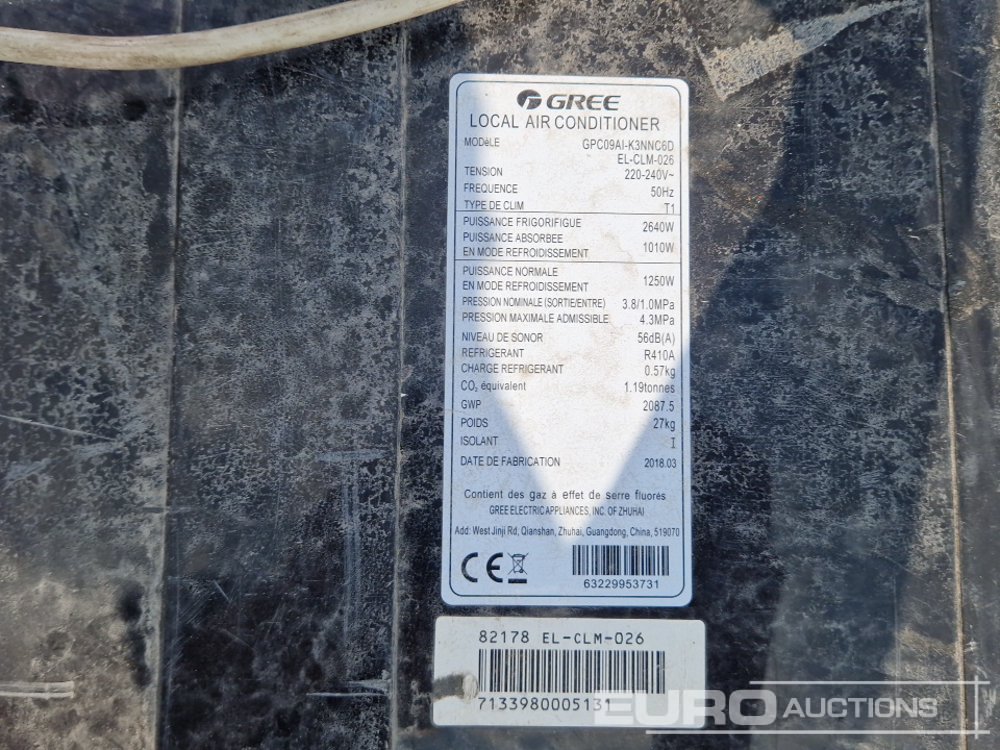 GREE
LOCAL AIR CONDITIONER
MODèLE GPC09AI-K3NNC6D
EL-CLM-026
TENSION 220-240V~
FREQUENCE 50Hz
TYPE DE CLIM T1
PUISSANCE FRIGORIFIGUE 2640W
PUISSANCE ABSORBEE
EN MODE REFROIDISSEMENT 1010W
PUISSANCE NORMALE
EN MODE REFROIDISSEMENT 1250W
PRESSION NOMINALE (SORTIE/ENTRE) 3.8/1.0MPa
PRESSION MAXIMALE ADMISSIBLE 4.3MPa
NIVEAU DE SONOR 56dB(A)
REFRIGERANT R410A
CHARGE REFRIGERANT 0.57kg
CO₂ équivalent 1.19tonnes
GWP 2087.5
POIDS 27kg
ISOLANT I
DATE DE FABRICATION 2018.03
Contient des gaz à effet de serre fluorés
GREE ELECTRIC APPLIANCES, INC. OF ZHUHAI
Add: West Jinji Rd, Qianshan, Zhuhai, Guangdong, China, 519070
CE
63229953731
82178 EL-CLM-026
7133980005131
EURO AUCTIONS